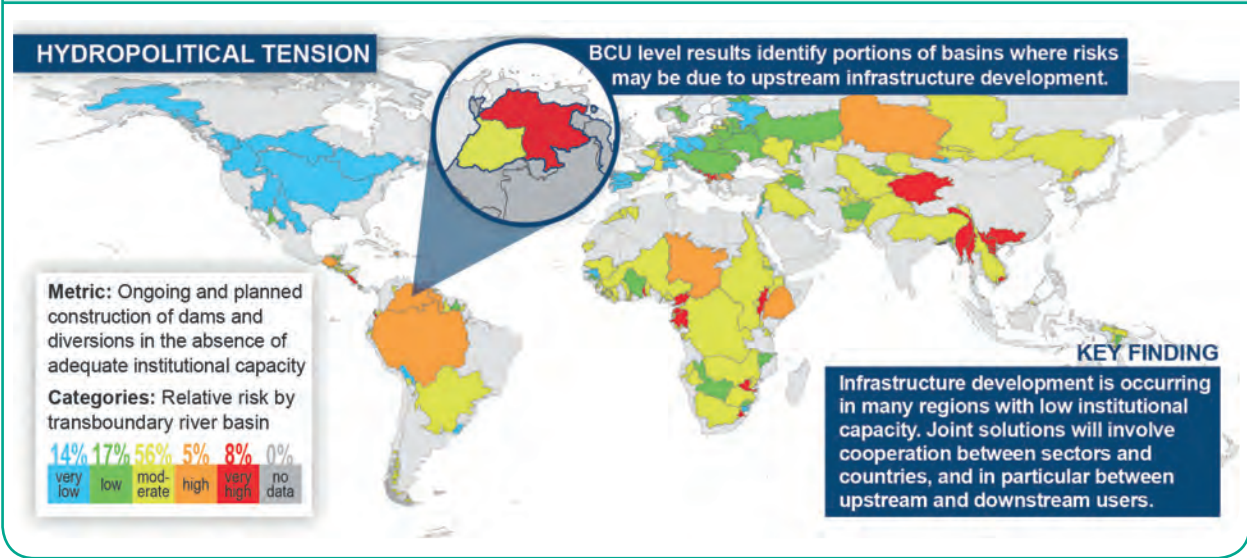 HYDROPOLITICAL TENSION
BCU level results identify portions of basins where risks
may be due to upstream infrastructure development.
Metric: Ongoing and planned
construction of dams and
diversions in the absence of
adequate institutional capacity
Categories: Relative risk by
transboundary river basin
14% 17% 56% 5% 8% 0%
very low
low
mod-erate
high
very high
no data
KEY FINDING
Infrastructure development is occurring
in many regions with low institutional
capacity. Joint solutions will involve
cooperation between sectors and
countries, and in particular between
upstream and downstream users.